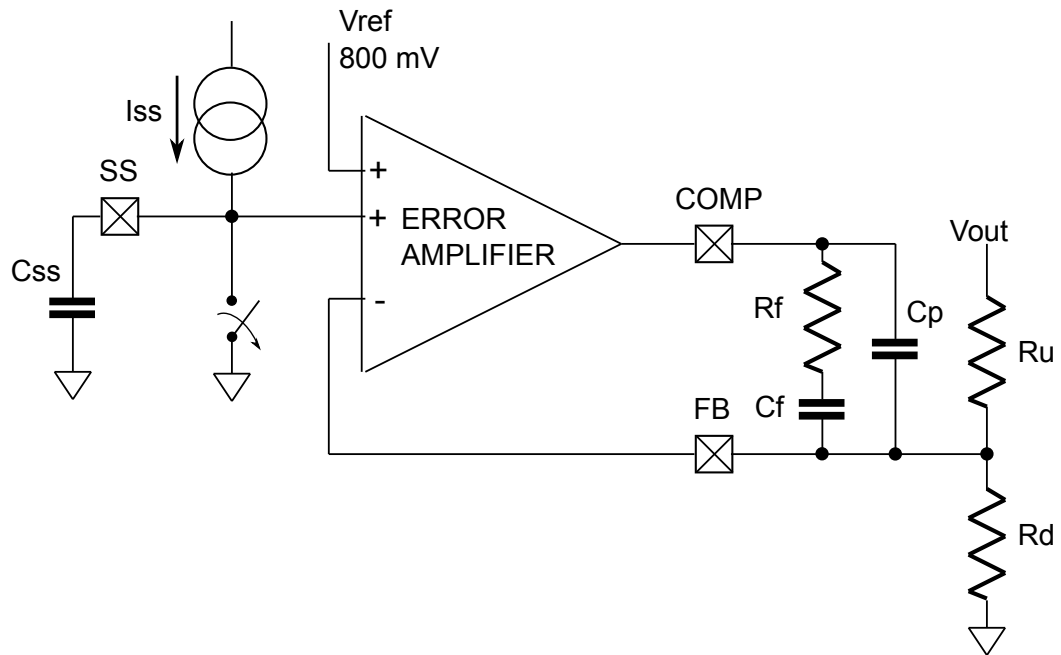 Vref
800 mV
Iss
SS
+
+
ERROR
AMPLIFIER
-
COMP
Vout
Css
Rf
Cp
Ru
FB
Cf
Rd